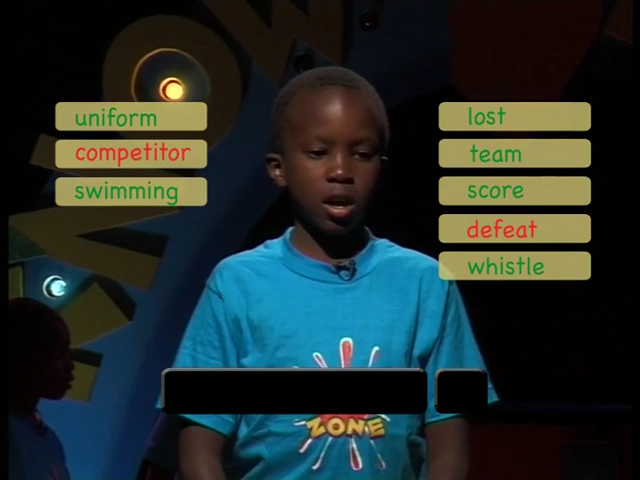 uniform
competitor
swimming
lost
team
score
defeat
whistle
ZONE